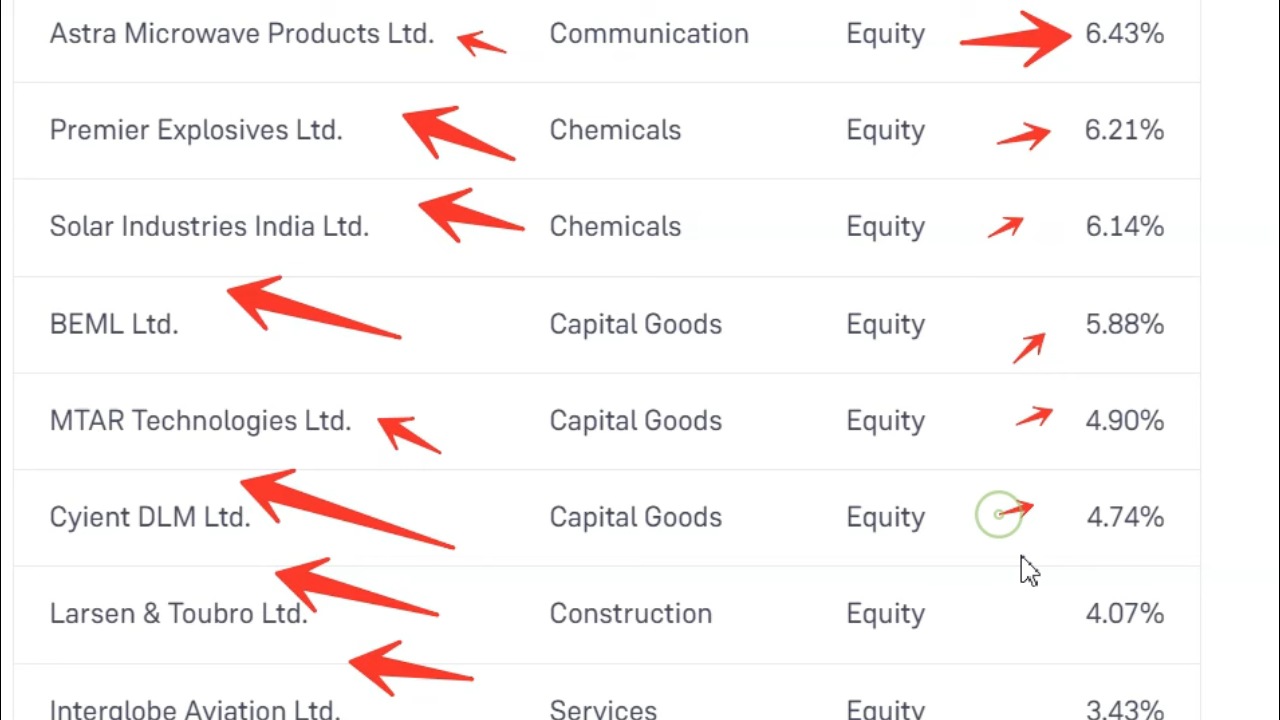 Astra Microwave Products Ltd. Communication Equity 6.43%
Premier Explosives Ltd. Chemicals Equity 6.21%
Solar Industries India Ltd. Chemicals Equity 6.14%
BEML Ltd. Capital Goods Equity 5.88%
MTAR Technologies Ltd. Capital Goods Equity 4.90%
Cyient DLM Ltd. Capital Goods Equity 4.74%
Larsen & Toubro Ltd. Construction Equity 4.07%
Interglobe Aviation Ltd. Services Equity 3.43%